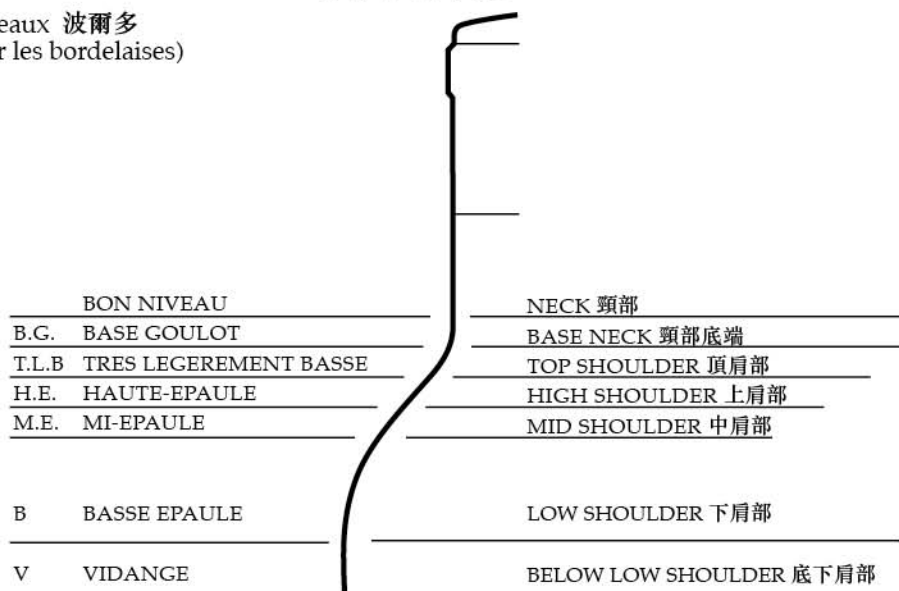 eaux 波爾多
r les bordelaises)
BON NIVEAU NECK 頸部
B.G. BASE GOULOT BASE NECK 頸部底端
T.L.B TRES LEGEREMENT BASSE TOP SHOULDER 頂肩部
H.E. HAUTE-EPAULE HIGH SHOULDER 上肩部
M.E. MI-EPAULE MID SHOULDER 中肩部
B BASSE EPAULE LOW SHOULDER 下肩部
V VIDANGE BELOW LOW SHOULDER 底下肩部